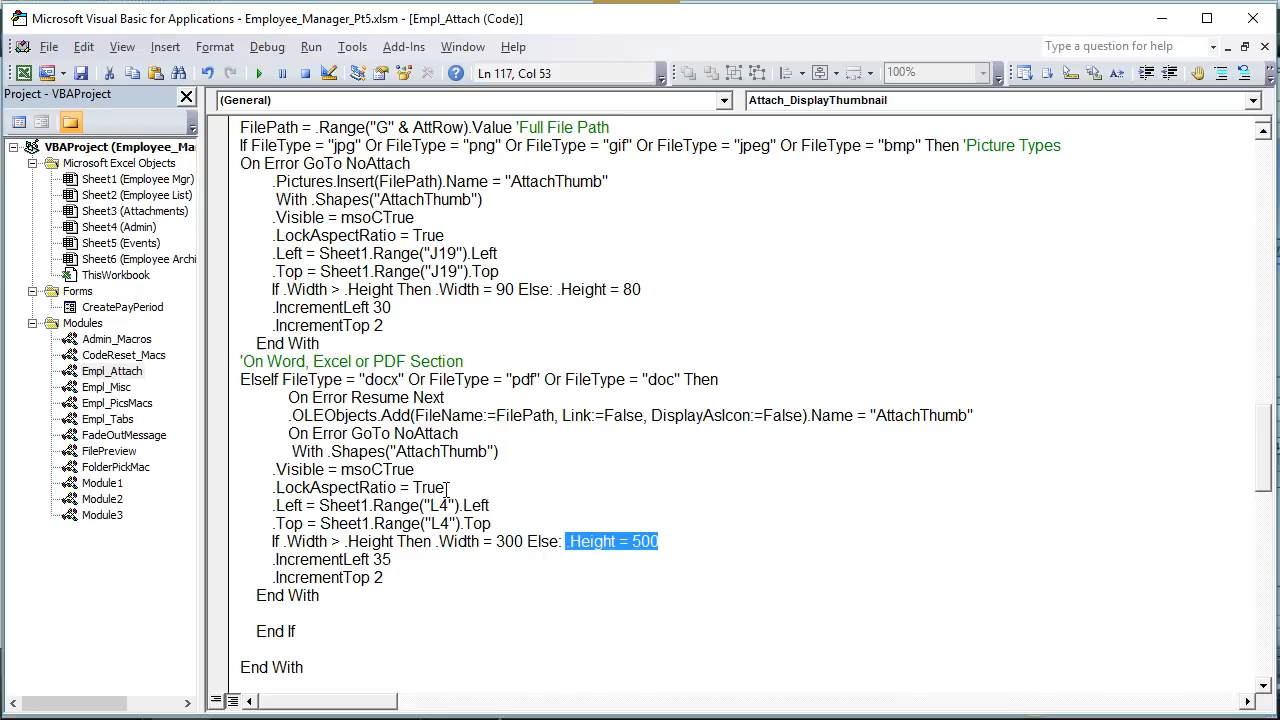 Microsoft Visual Basic for Applications - Employee_Manager_Pt5.xlsm - [Empl_Attach (Code)]
File Edit View Insert Format Debug Run Tools Add-Ins Window Help
Type a question for help
Ln 117, Col 53
100%
Project - VBAProject
(General)
Attach_DisplayThumbnail
VBAProject (Employee_Ma
Microsoft Excel Objects
Sheet1 (Employee Mgr)
Sheet2 (Employee List)
Sheet3 (Attachments)
Sheet4 (Admin)
Sheet5 (Events)
Sheet6 (Employee Archi
ThisWorkbook
Forms
CreatePayPeriod
Modules
Admin_Macros
CodeReset_Macs
Empl_Attach
Empl_Misc
Empl_PicsMacs
Empl_Tabs
FadeOutMessage
FilePreview
FolderPickMac
Module1
Module2
Module3
FilePath = .Range("G" & AttRow).Value 'Full File Path
If FileType = "jpg" Or FileType = "png" Or FileType = "gif" Or FileType = "jpeg" Or FileType = "bmp" Then 'Picture Types
On Error GoTo NoAttach
.Pictures.Insert(FilePath).Name = "AttachThumb"
With .Shapes("AttachThumb")
.Visible = msoCTrue
.LockAspectRatio = True
.Left = Sheet1.Range("J19").Left
.Top = Sheet1.Range("J19").Top
If .Width > .Height Then .Width = 90 Else: .Height = 80
.IncrementLeft 30
.IncrementTop 2
End With
'On Word, Excel or PDF Section
ElseIf FileType = "docx" Or FileType = "pdf" Or FileType = "doc" Then
On Error Resume Next
.OLEObjects.Add(FileName:=FilePath, Link:=False, DisplayAsIcon:=False).Name = "AttachThumb"
On Error GoTo NoAttach
With .Shapes("AttachThumb")
.Visible = msoCTrue
.LockAspectRatio = True
.Left = Sheet1.Range("L4").Left
.Top = Sheet1.Range("L4").Top
If .Width > .Height Then .Width = 300 Else: .Height = 500
.IncrementLeft 35
.IncrementTop 2
End With
End If
End With